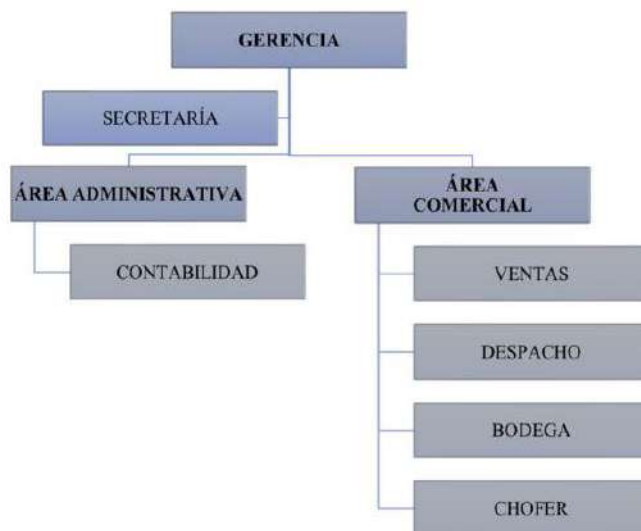 GERENCIA
SECRETARÍA
ÁREA ADMINISTRATIVA
ÁREA
COMERCIAL
CONTABILIDAD
VENTAS
DESPACHO
BODEGA
CHOFER